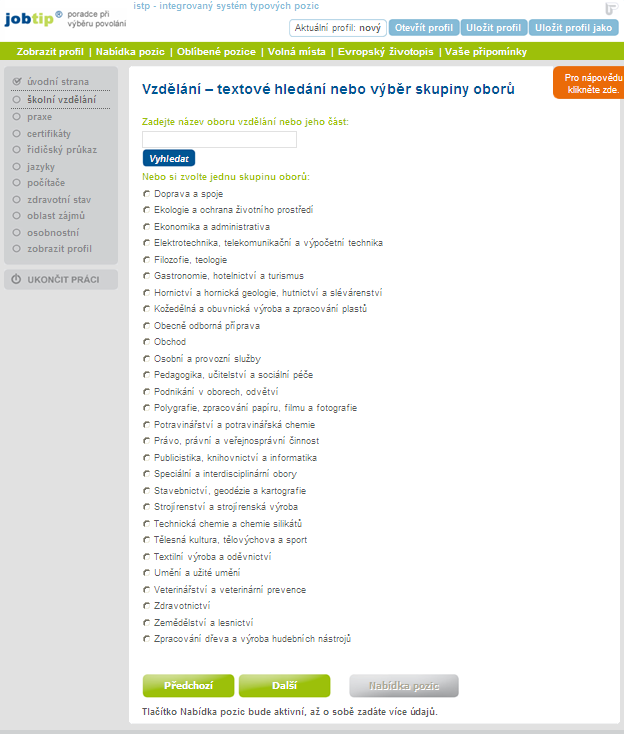 istp - integrovaný systém typových pozic
jobtip® poradce při
výběru povolání
Aktuální profil: nový
Otevřít profil
Uložit profil
Uložit profil jako
Zobrazit profil | Nabídka pozic | Oblíbené pozice | Volná místa | Evropský životopis | Vaše připomínky
úvodní strana
školní vzdělání
praxe
certifikáty
řidičský průkaz
jazyky
počítače
zdravotní stav
oblast zájmů
osobnostní
zobrazit profil
UKONČIT PRÁCI
Vzdělání – textové hledání nebo výběr skupiny oborů
Pro nápovědu
klikněte zde.
Zadejte název oboru vzdělání nebo jeho část:
Vyhledat
Nebo si zvolte jednu skupinu oborů:
Doprava a spoje
Ekologie a ochrana životního prostředí
Ekonomika a administrativa
Elektrotechnika, telekomunikační a výpočetní technika
Filozofie, teologie
Gastronomie, hotelnictví a turismus
Hornictví a hornická geologie, hutnictví a slévárenství
Kožedělná a obuvnická výroba a zpracování plastů
Obecně odborná příprava
Obchod
Osobní a provozní služby
Pedagogika, učitelství a sociální péče
Podnikání v oborech, odvětví
Polygrafie, zpracování papíru, filmu a fotografie
Potravinářství a potravinářská chemie
Právo, právní a veřejnosprávní činnost
Publicistika, knihovnictví a informatika
Speciální a interdisciplinární obory
Stavebnictví, geodézie a kartografie
Strojírenství a strojírenská výroba
Technická chemie a chemie silikátů
Tělesná kultura, tělovýchova a sport
Textilní výroba a oděvnictví
Umění a užité umění
Veterinářství a veterinární prevence
Zdravotnictví
Zemědělství a lesnictví
Zpracování dřeva a výroba hudebních nástrojů
Předchozí
Další
Nabídka pozic
Tlačítko Nabídka pozic bude aktivní, až o sobě zadáte více údajů.